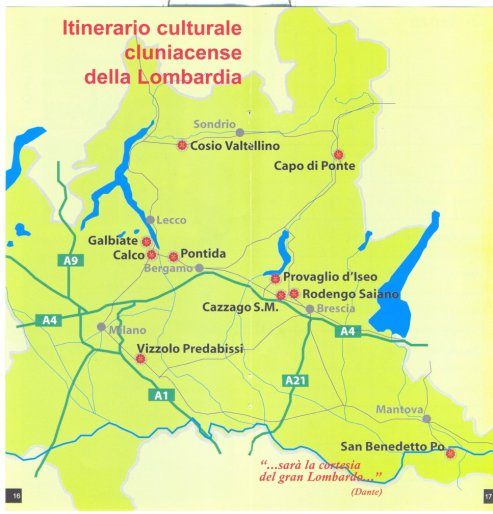 Itinerario culturale
cluniacense
della Lombardia
Sondrio
Cosio Valtellino
Capo di Ponte
Lecco
Galbiate
Calco
Pontida
A9
Bergamo
Provaglio d'Iseo
Rodengo Saiano
Cazzago S.M.
Brescia
A4
Milano
A4
Vizzolo Predabissi
A21
A1
Mantova
San Benedetto Po
“...sarà la cortesia
del gran Lombardo...”
(Dante)
16
17